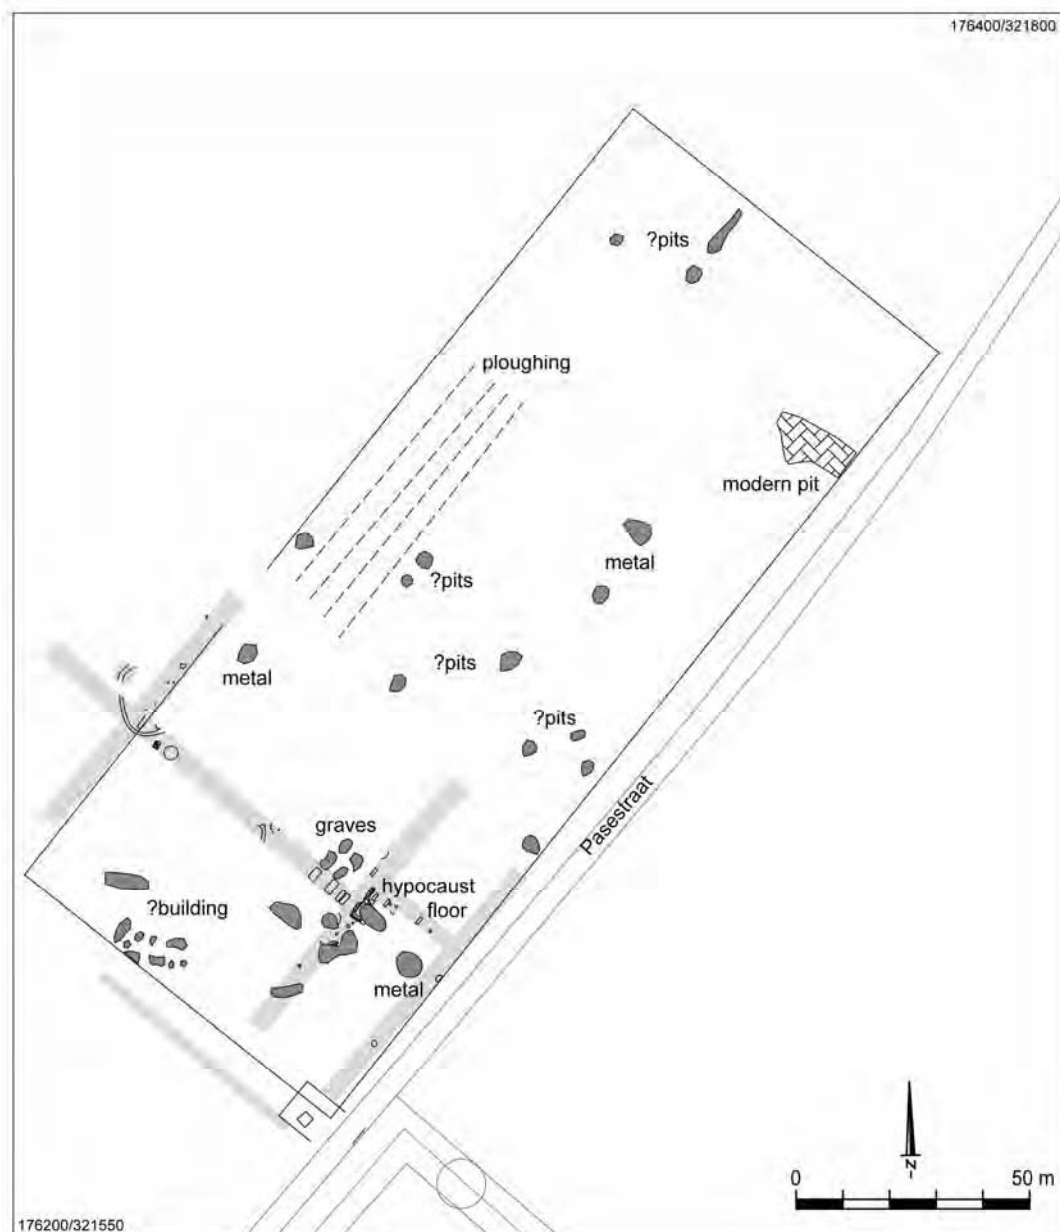 176400/321800
?pits
ploughing
modern pit
metal
?pits
?pits
metal
?pits
Pasestraat
graves
hypocaust
floor
?building
metal
N
0 50 m
176200/321550